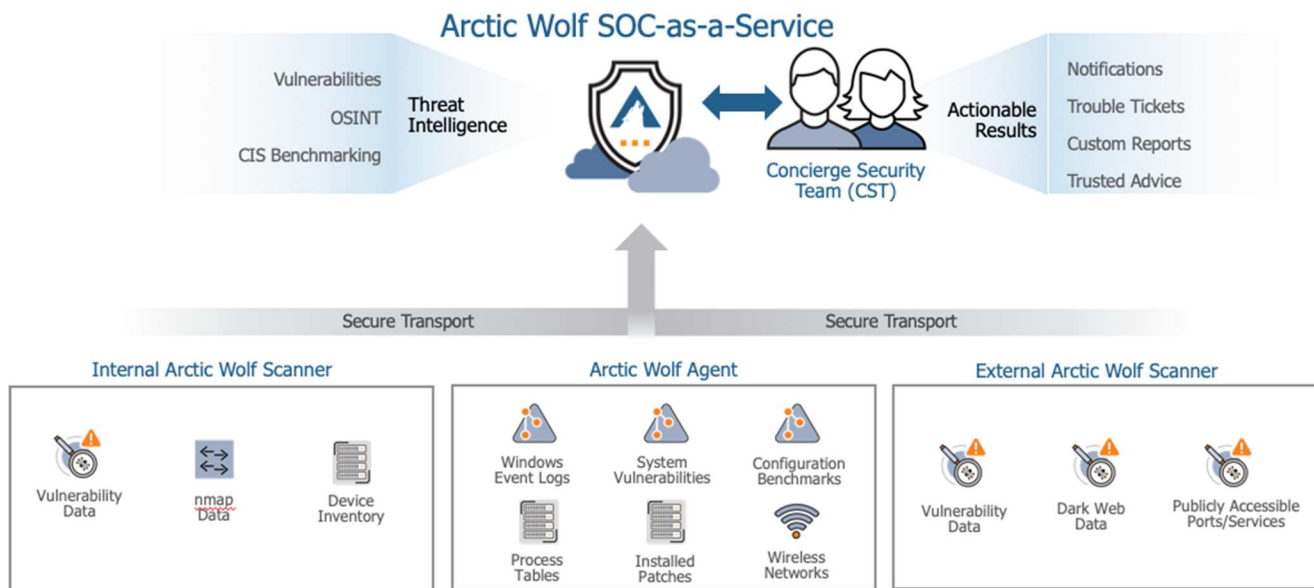 Arctic Wolf SOC-as-a-Service
Vulnerabilities
OSINT
CIS Benchmarking
Threat
Intelligence
Concierge Security
Team (CST)
Actionable
Results
Notifications
Trouble Tickets
Custom Reports
Trusted Advice
Secure Transport
Secure Transport
Internal Arctic Wolf Scanner
Vulnerability
Data
nmap
Data
Device
Inventory
Arctic Wolf Agent
Windows
Event Logs
System
Vulnerabilities
Configuration
Benchmarks
Process
Tables
Installed
Patches
Wireless
Networks
External Arctic Wolf Scanner
Vulnerability
Data
Dark Web
Data
Publicly Accessible
Ports/Services